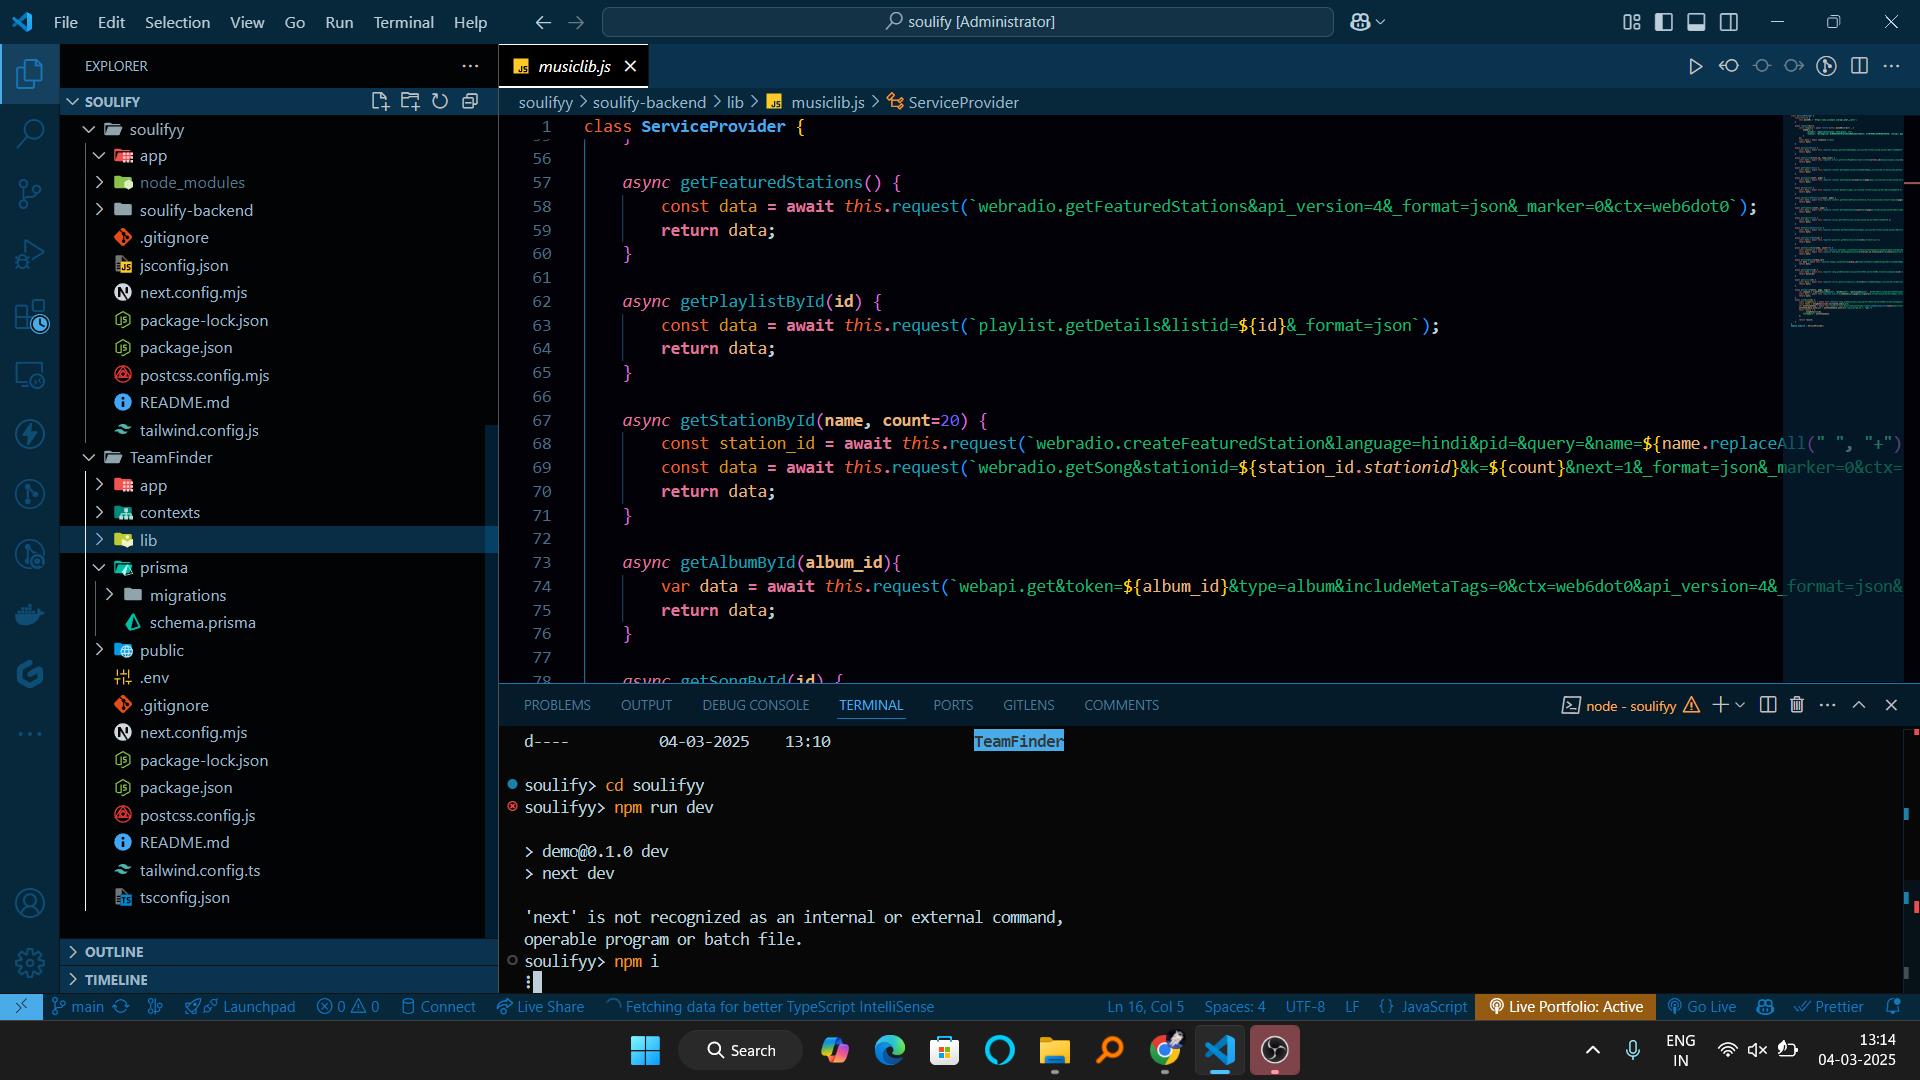 File Edit Selection View Go Run Terminal Help
soulify [Administrator]
EXPLORER
SOULIFY
soulifyy
app
node_modules
soulify-backend
.gitignore
jsconfig.json
next.config.mjs
package-lock.json
package.json
postcss.config.mjs
README.md
tailwind.config.js
TeamFinder
app
contexts
lib
prisma
migrations
schema.prisma
public
.env
.gitignore
next.config.mjs
package-lock.json
package.json
postcss.config.js
README.md
tailwind.config.ts
tsconfig.json
OUTLINE
TIMELINE
musiclib.js
soulifyy > soulify-backend > lib > musiclib.js > ServiceProvider
1 class ServiceProvider {
56
57 async getFeaturedStations() {
58 const data = await this.request(`webradio.getFeaturedStations&api_version=4&_format=json&_marker=0&ctx=web6dot0`);
59 return data;
60 }
61
62 async getPlaylistById(id) {
63 const data = await this.request(`playlist.getDetails&listid=${id}&_format=json`);
64 return data;
65 }
66
67 async getStationById(name, count=20) {
68 const station_id = await this.request(`webradio.createFeaturedStation&language=hindi&pid=&query=&name=${name.replaceAll(" ", "+")
69 const data = await this.request(`webradio.getSong&stationid=${station_id.stationid}&k=${count}&next=1&_format=json&_marker=0&ctx=
70 return data;
71 }
72
73 async getAlbumById(album_id){
74 var data = await this.request(`webapi.get&token=${album_id}&type=album&includeMetaTags=0&ctx=web6dot0&api_version=4&_format=json&
75 return data;
76 }
77
78 async getSongById(id) {
PROBLEMS OUTPUT DEBUG CONSOLE TERMINAL PORTS GITLENS COMMENTS
node - soulifyy
d---- 04-03-2025 13:10 TeamFinder
soulify> cd soulifyy
soulifyy> npm run dev
> demo@0.1.0 dev
> next dev
'next' is not recognized as an internal or external command,
operable program or batch file.
soulifyy> npm i
main Launchpad 0 0 Connect Live Share Fetching data for better TypeScript IntelliSense Ln 16, Col 5 Spaces: 4 UTF-8 LF {} JavaScript Live Portfolio: Active Go Live Prettier
Search
ENG
IN
13:14
04-03-2025